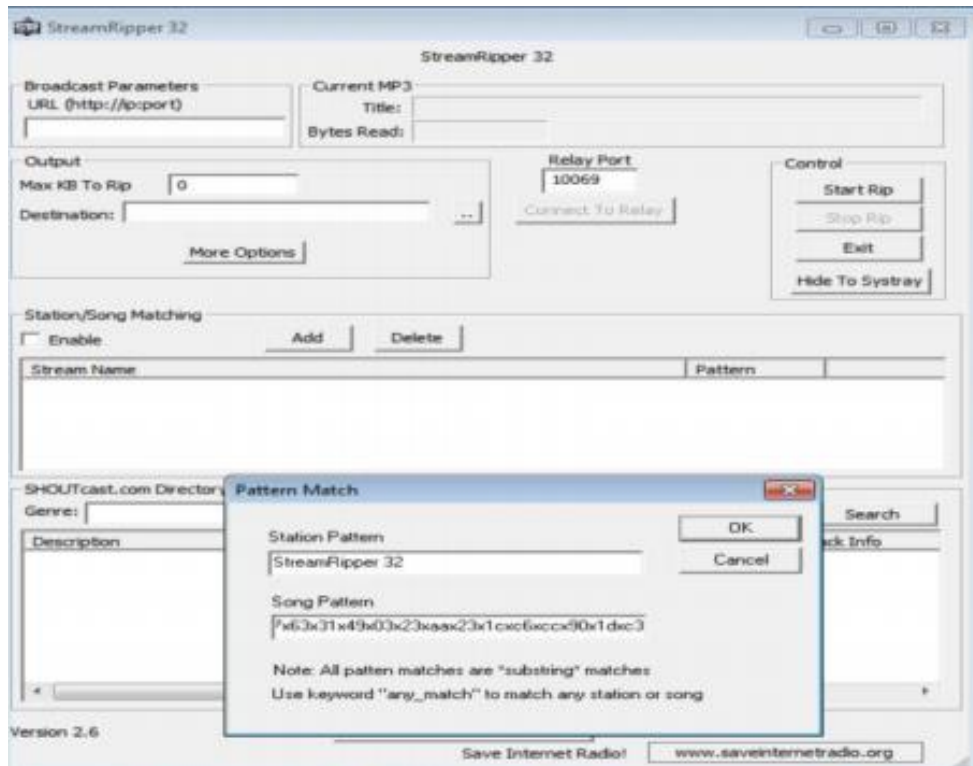 StreamRipper 32
StreamRipper 32
Broadcast Parameters
URL (http://ip:port)
Current MP3
Title:
Bytes Read:
Output
Max KB To Rip 0
Destination: ..
More Options
Relay Port
10069
Connect To Relay
Control
Start Rip
Stop Rip
Exit
Hide To Systray
Station/Song Matching
Enable Add Delete
Stream Name Pattern
SHOUTcast.com Directory
Genre: Search
Description ck Info
Pattern Match
Station Pattern
StreamRipper 32
OK
Cancel
Song Pattern
x63x31x49x03x23xaax23x1cxc6xccx90x1dxc3
Note: All patten matches are "substring" matches
Use keyword "any_match" to match any station or song
Version 2.6
Save Internet Radio! www.saveinternetradio.org